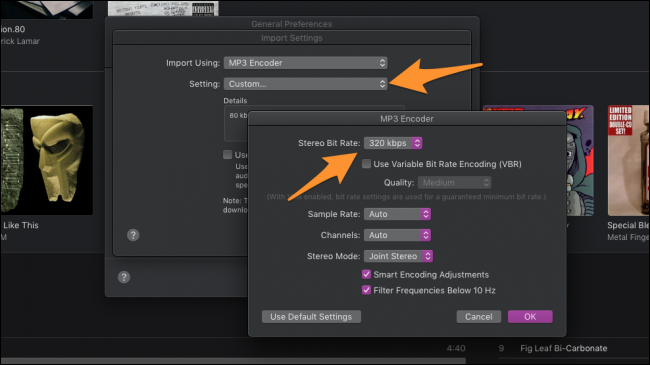 ion.80
rick Lamar
General Preferences
Import Settings
Import Using: MP3 Encoder
Setting: Custom...
Details
80 kb
MP3 Encoder
Stereo Bit Rate: 320 kbps
Use Variable Bit Rate Encoding (VBR)
Quality: Medium
(With VBR enabled, bit rate settings are used for a guaranteed minimum bit rate.)
Sample Rate: Auto
Channels: Auto
Stereo Mode: Joint Stereo
Smart Encoding Adjustments
Filter Frequencies Below 10 Hz
Use Default Settings
Cancel
OK
Use
audi
spe
Note: T
downlo
?
?
Like This
M
LIMITED
EDITION
DOUBLE-CD
SET!
y
Special Ble
Metal Finge
4:40
9 Fig Leaf Bi-Carbonate